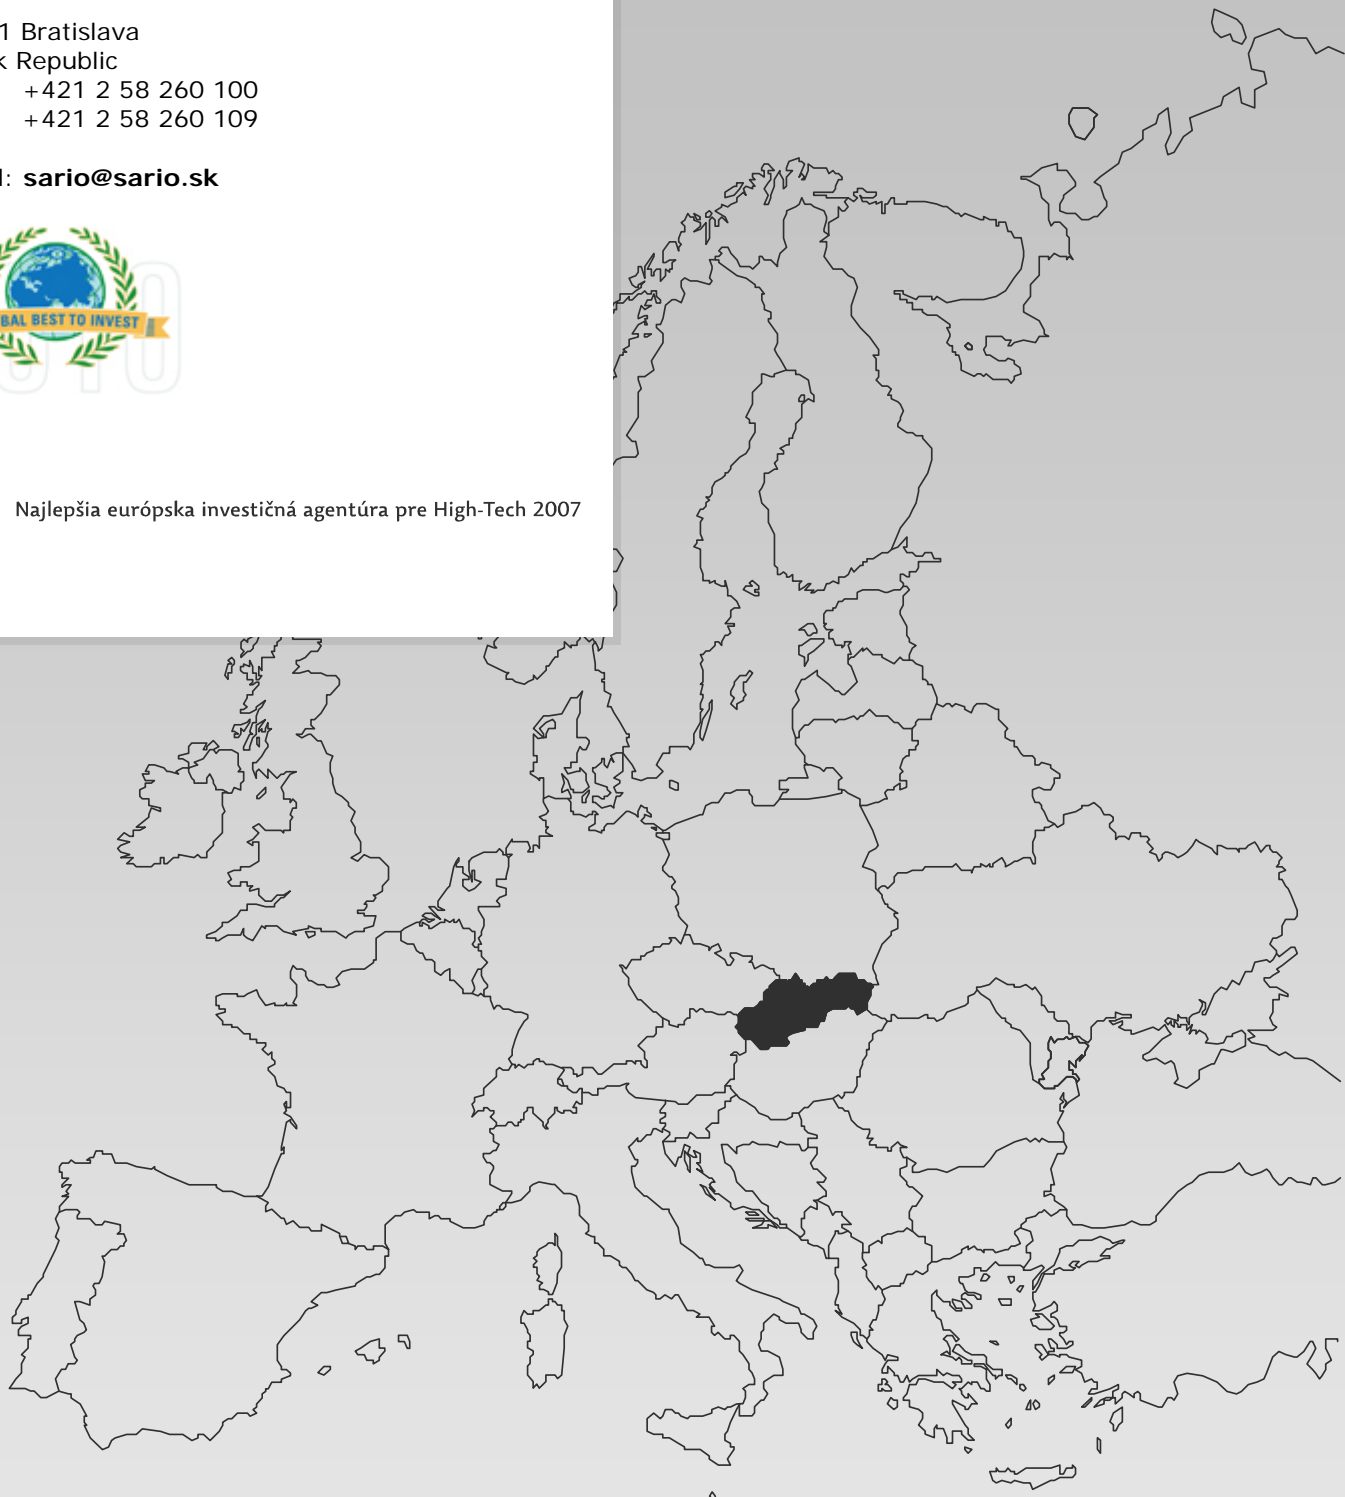 1 Bratislava
k Republic
+421 2 58 260 100
+421 2 58 260 109
l: sario@sario.sk
BAL BEST TO INVEST
Najlepšia európska investičná agentúra pre High-Tech 2007